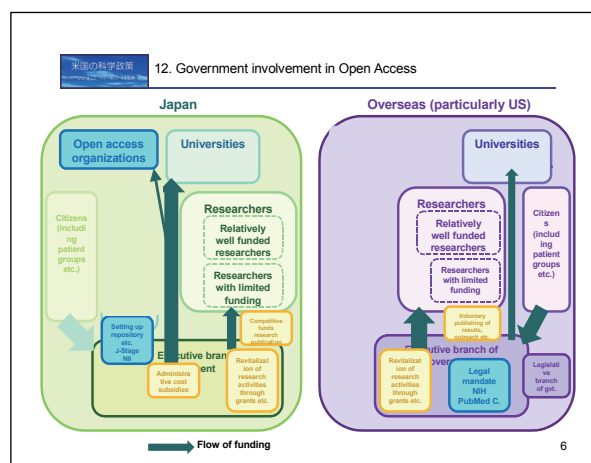 米国の科学政策
12. Government involvement in Open Access
Japan
Open access
organizations
Universities
Citizens
(includi
ng patient
groups
etc.)
Researchers
Relatively
well funded
researchers
Researchers
with limited
funding
Setting up
repository
etc.
J-Stage
NII
Administra
tive cost
subsidies
Competitive
funds
research
publication
Executive bran
Revitalizat
ion of
research
activities
through
grants etc.
Overseas (particularly US)
Universities
Researchers
Relatively
well funded
researchers
Researchers
with limited
funding
Citizen
s
(includ
ing
patient
groups
etc.)
Voluntary
publishing of
results,
outreach etc.
Executive branch of
Revitalizat
ion of
research
activities
through
grants etc.
Legal
mandate
NIH
PubMed C.
Legislati
ve
branch
of gvt.
Flow of funding
6